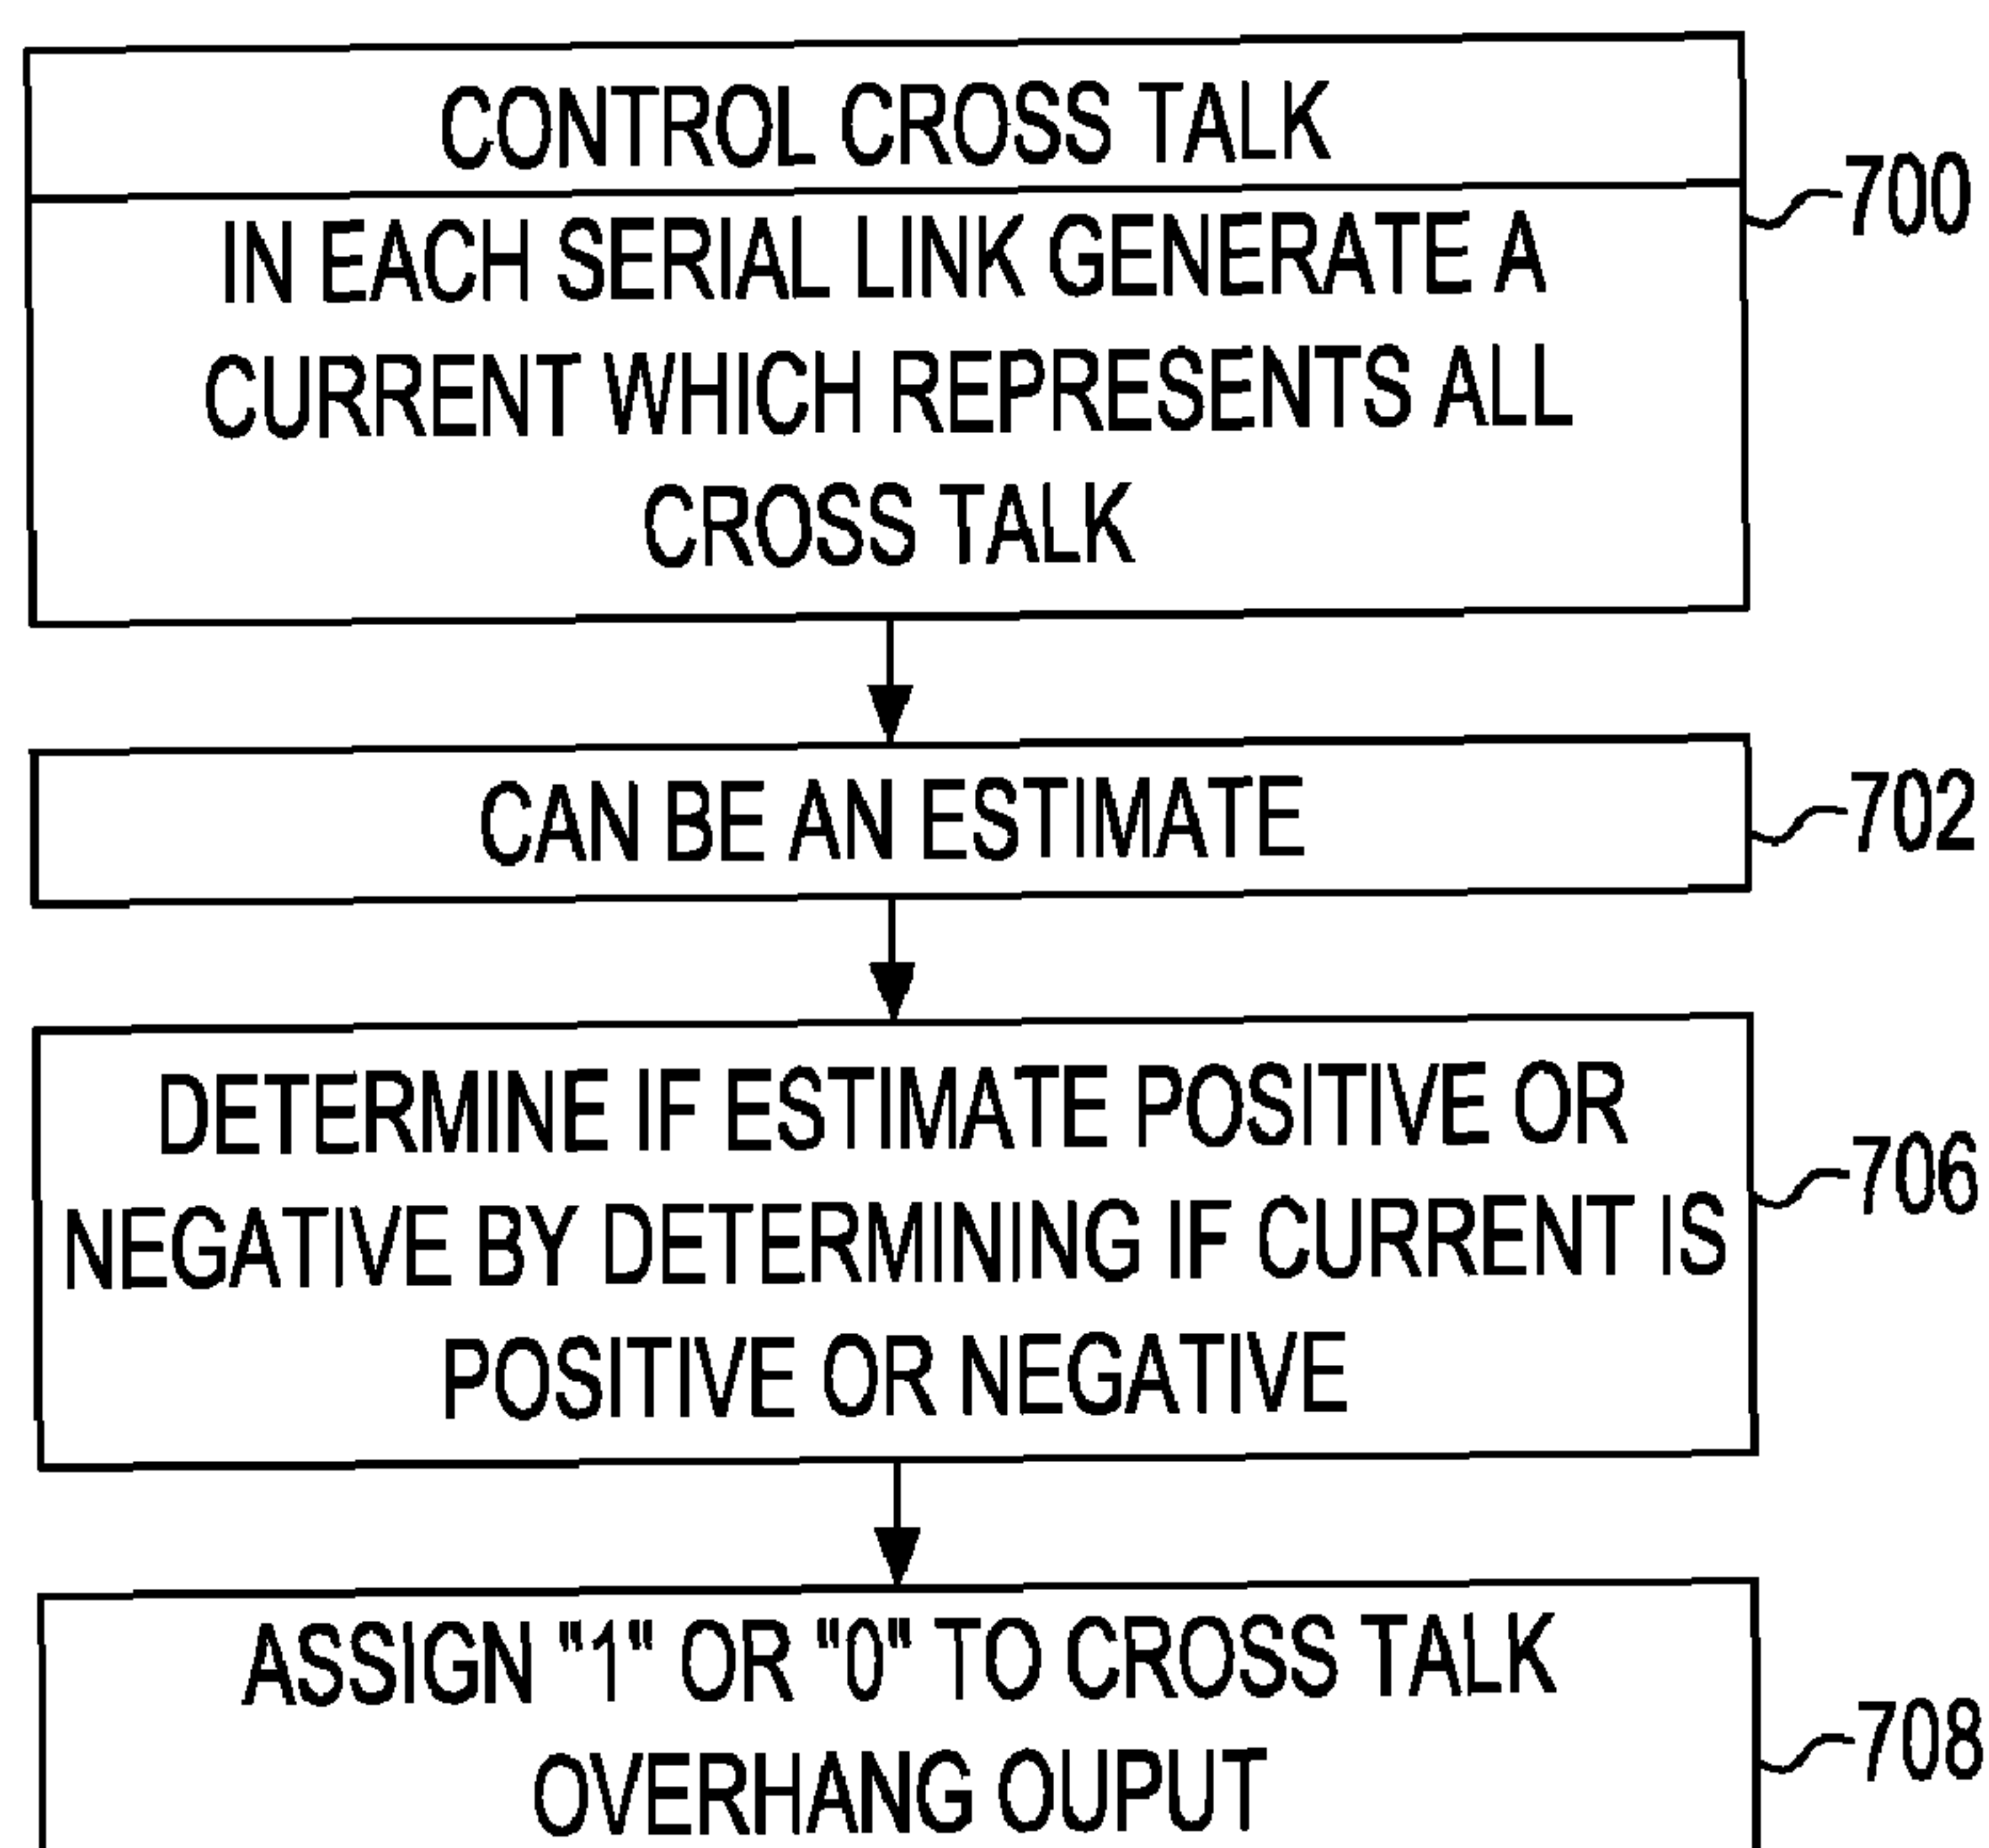 CONTROL CROSS TALK
700
IN EACH SERIAL LINK GENERATE A
CURRENT WHICH REPRESENTS ALL
CROSS TALK
CAN BE AN ESTIMATE
702
DETERMINE IF ESTIMATE POSITIVE OR
NEGATIVE BY DETERMINING IF CURRENT IS
POSITIVE OR NEGATIVE
706
ASSIGN "1" OR "0" TO CROSS TALK
OVERHANG OUPUT
708